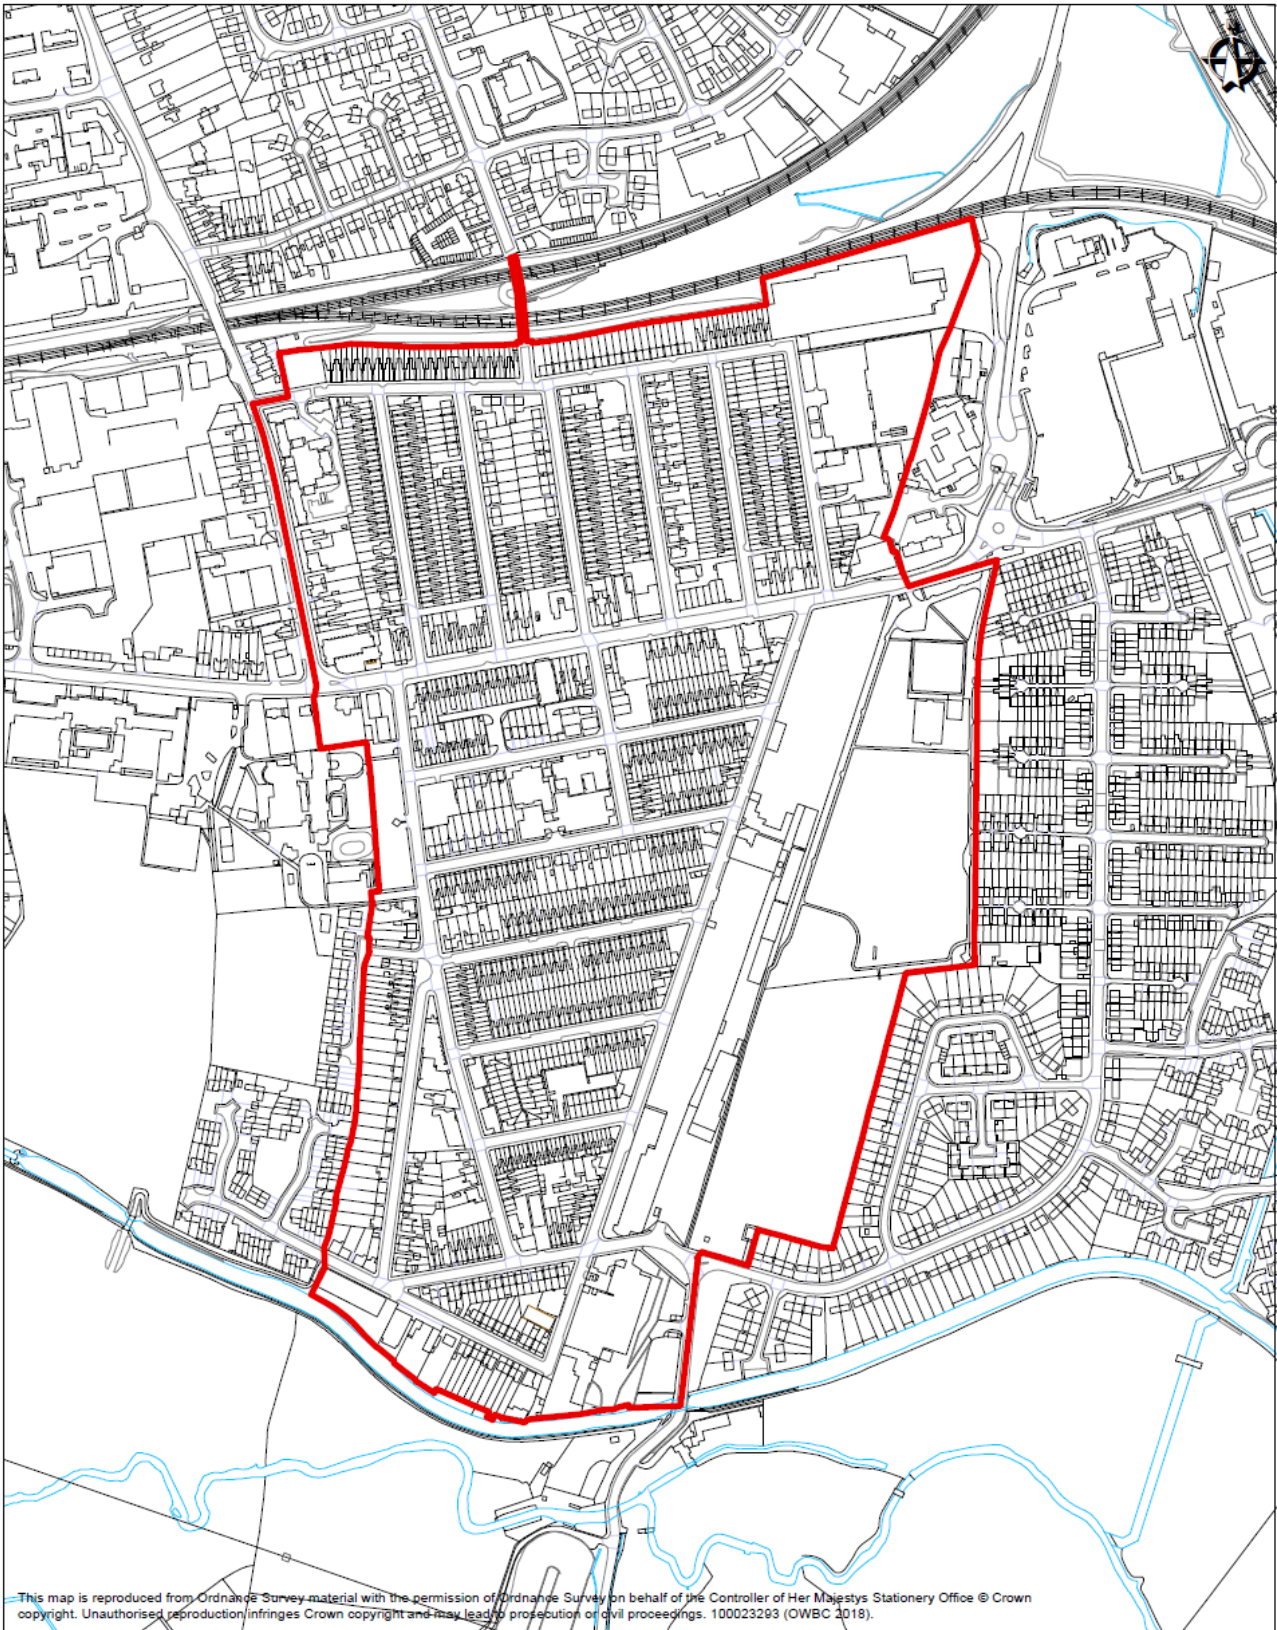 This map is reproduced from Ordnance Survey material with the permission of Ordnance Survey on behalf of the Controller of Her Majestys Stationery Office © Crown
copyright. Unauthorised reproduction infringes Crown copyright and may lead to prosecution or civil proceedings. 100023293 (OWBC 2018).